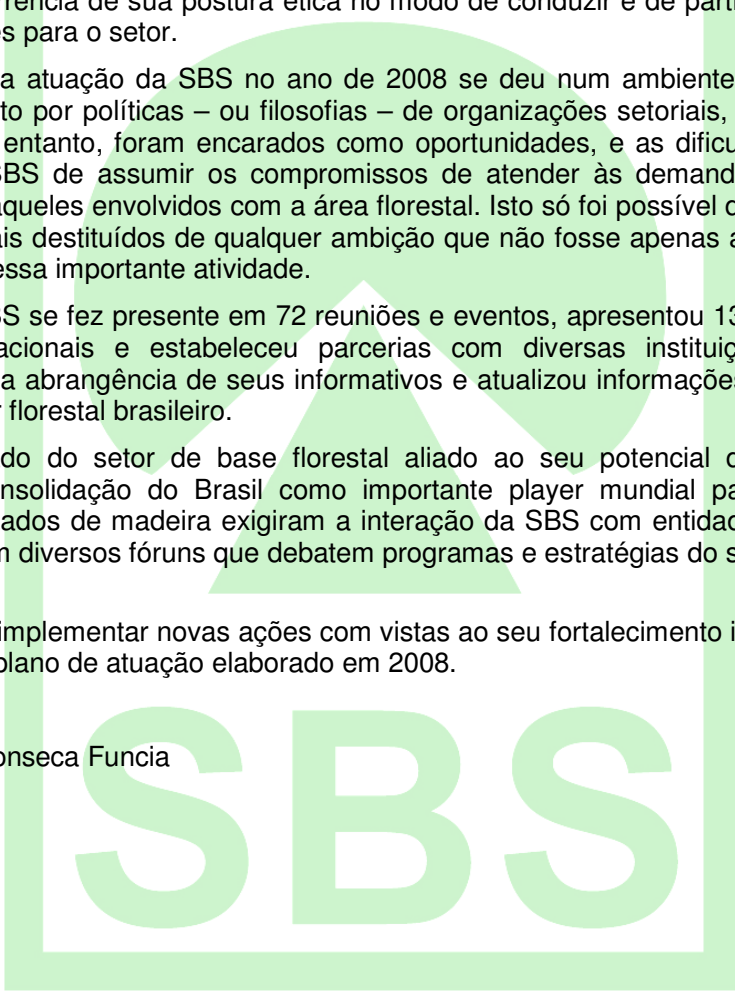 rência de sua postura ética no modo de conduzir e de parti
es para o setor.
a atuação da SBS no ano de 2008 se deu num ambiente
to por políticas – ou filosofias – de organizações setoriais,
entanto, foram encarados como oportunidades, e as dificu
SBS de assumir os compromissos de atender às demand
aqueles envolvidos com a área florestal. Isto só foi possível
ais destituídos de qualquer ambição que não fosse apenas a
essa importante atividade.
BS se fez presente em 72 reuniões e eventos, apresentou 13
acionais e estabeleceu parcerias com diversas instituiç
a abrangência de seus informativos e atualizou informações
r florestal brasileiro.
do do setor de base florestal aliado ao seu potencial
nsolidação do Brasil como importante player mundial pa
ados de madeira exigiram a interação da SBS com entidad
m diversos fóruns que debatem programas e estratégias do s
implementar novas ações com vistas ao seu fortalecimento i
plano de atuação elaborado em 2008.
onseca Funcia
SBS